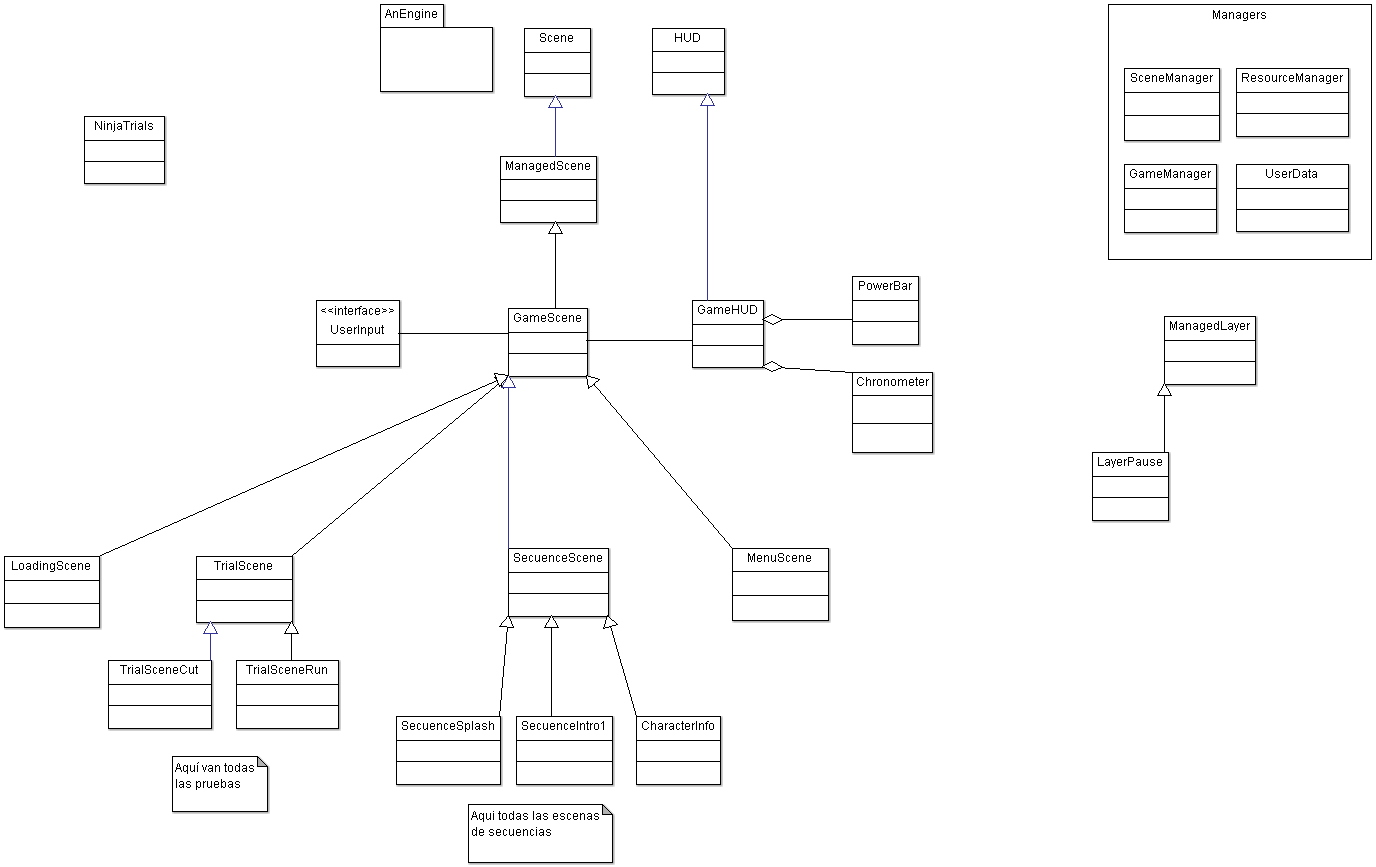 AnEngine
Scene
HUD
Managers
SceneManager
ResourceManager
NinjaTrials
ManagedScene
GameManager
UserData
<<interface>>
UserInput
GameScene
GameHUD
PowerBar
ManagedLayer
Chronometer
LayerPause
LoadingScene
TrialScene
SecuenceScene
MenuScene
TrialSceneCut
TrialSceneRun
SecuenceSplash
SecuenceIntro1
CharacterInfo
Aquí van todas
las pruebas
Aqui todas las escenas
de secuencias